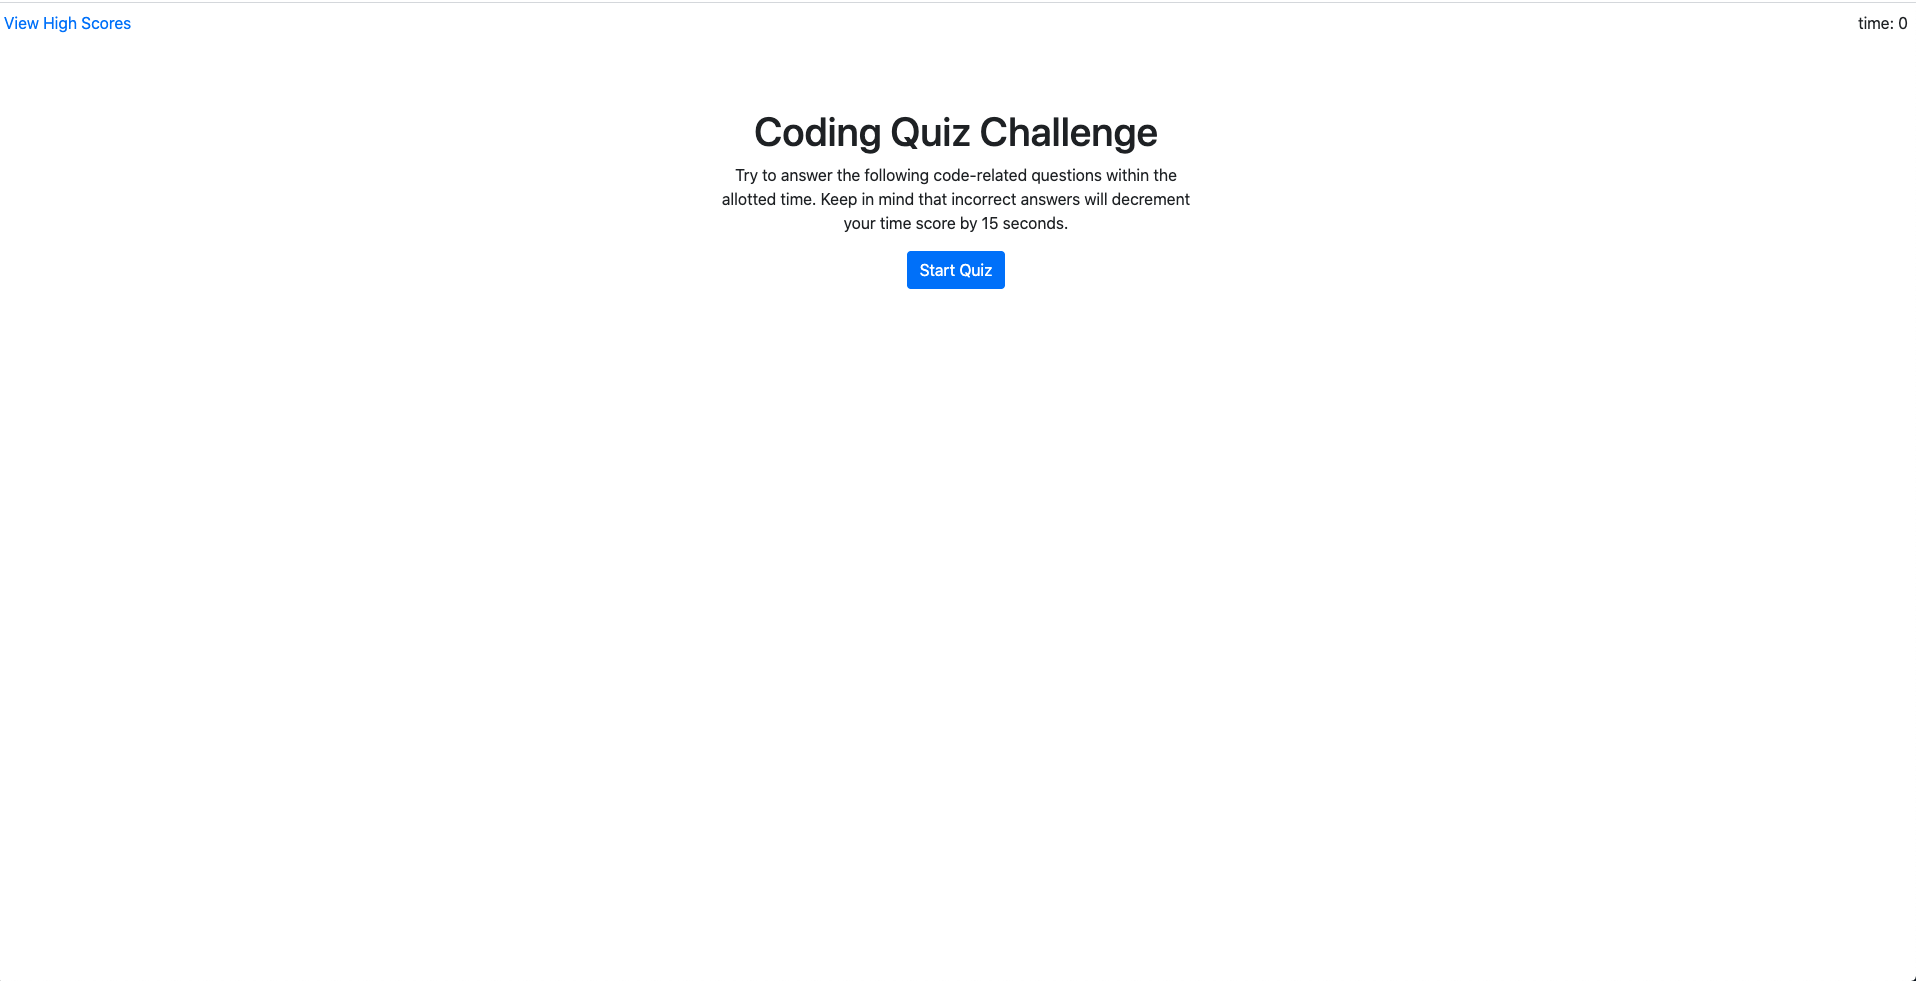 View High Scores
time: 0
Coding Quiz Challenge
Try to answer the following code-related questions within the
allotted time. Keep in mind that incorrect answers will decrement
your time score by 15 seconds.
Start Quiz